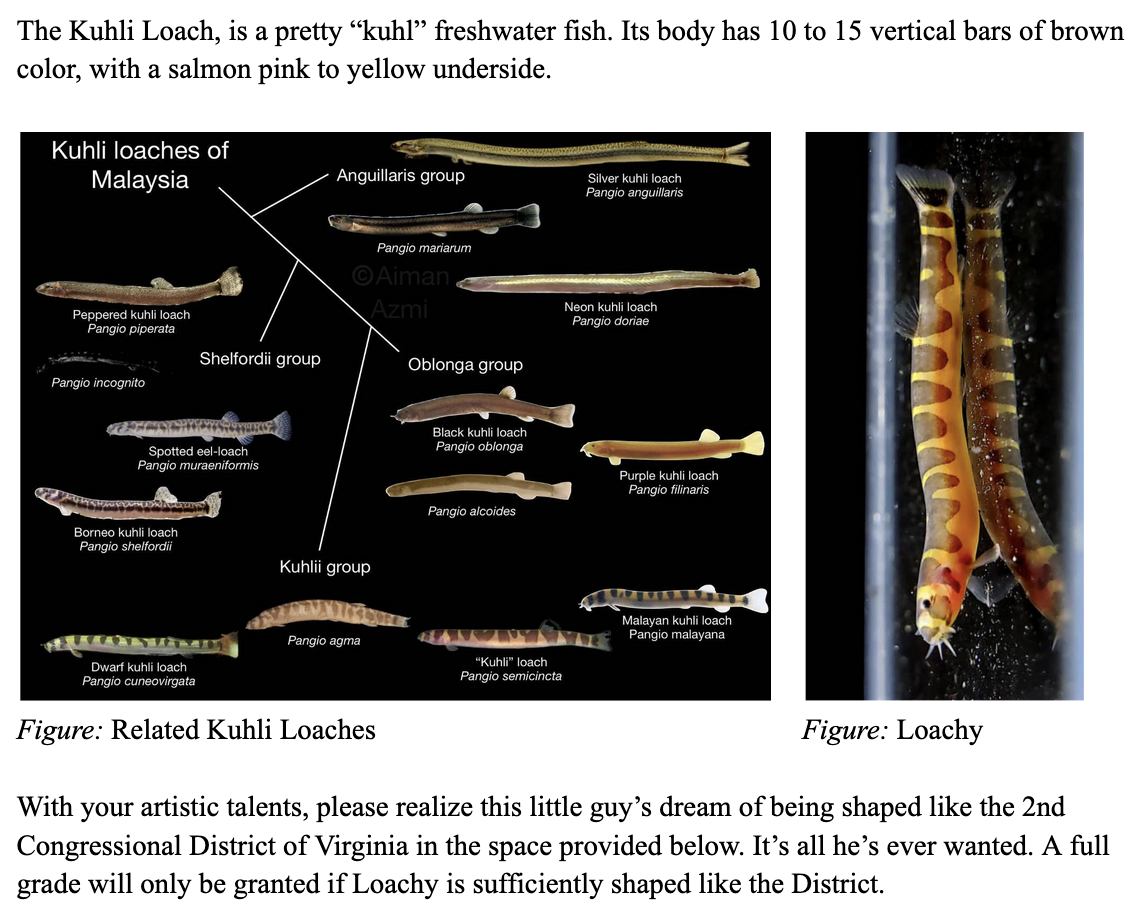 The Kuhli Loach, is a pretty “kuhl” freshwater fish. Its body has 10 to 15 vertical bars of brown
color, with a salmon pink to yellow underside.
Kuhli loaches of
Malaysia
Anguillaris group
Silver kuhli loach
Pangio anguillaris
Pangio mariarum
©Aiman
Azmi
Peppered kuhli loach
Pangio piperata
Neon kuhli loach
Pangio doriae
Shelfordii group
Oblonga group
Pangio incognito
Spotted eel-loach
Pangio muraeniformis
Black kuhli loach
Pangio oblonga
Purple kuhli loach
Pangio filinaris
Pangio alcoides
Borneo kuhli loach
Pangio shelfordii
Kuhlii group
Pangio agma
Malayan kuhli loach
Pangio malayana
Dwarf kuhli loach
Pangio cuneovirgata
“Kuhli” loach
Pangio semicincta
Figure: Related Kuhli Loaches
Figure: Loachy
With your artistic talents, please realize this little guy’s dream of being shaped like the 2nd
Congressional District of Virginia in the space provided below. It’s all he’s ever wanted. A full
grade will only be granted if Loachy is sufficiently shaped like the District.